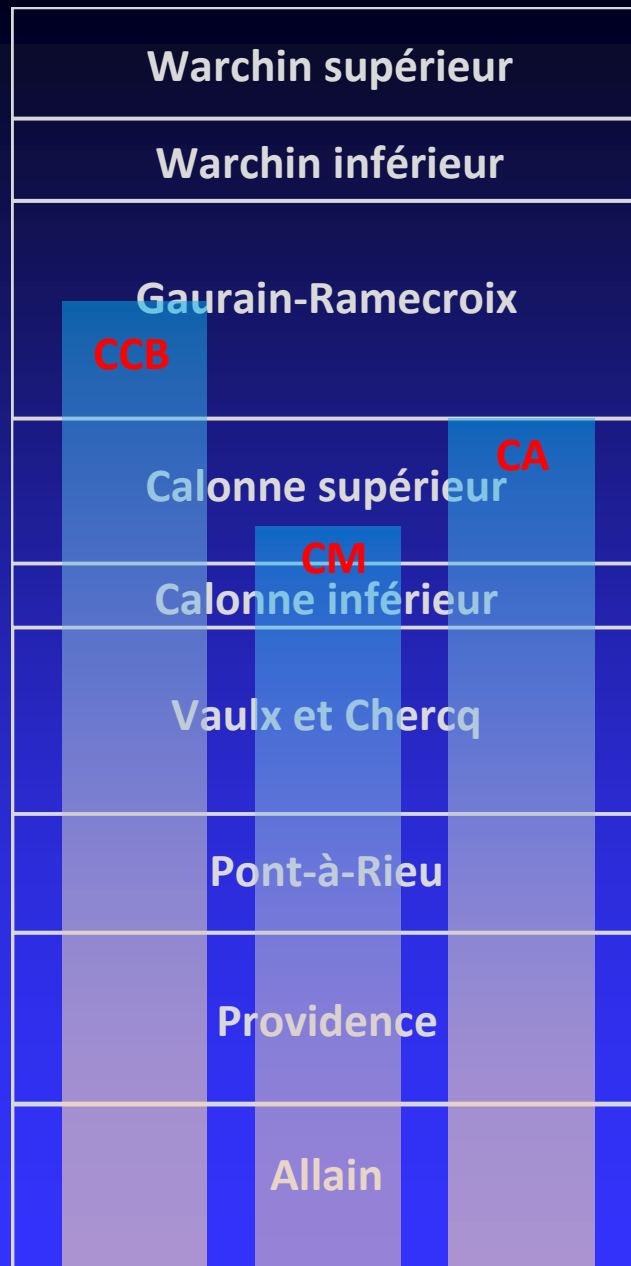 Warchin supérieur
Warchin inférieur
Gaurain-Ramecroix
CCB
CA
Calonne supérieur
CM
Calonne inférieur
Vaulx et Chercq
Pont-à-Rieu
Providence
Allain